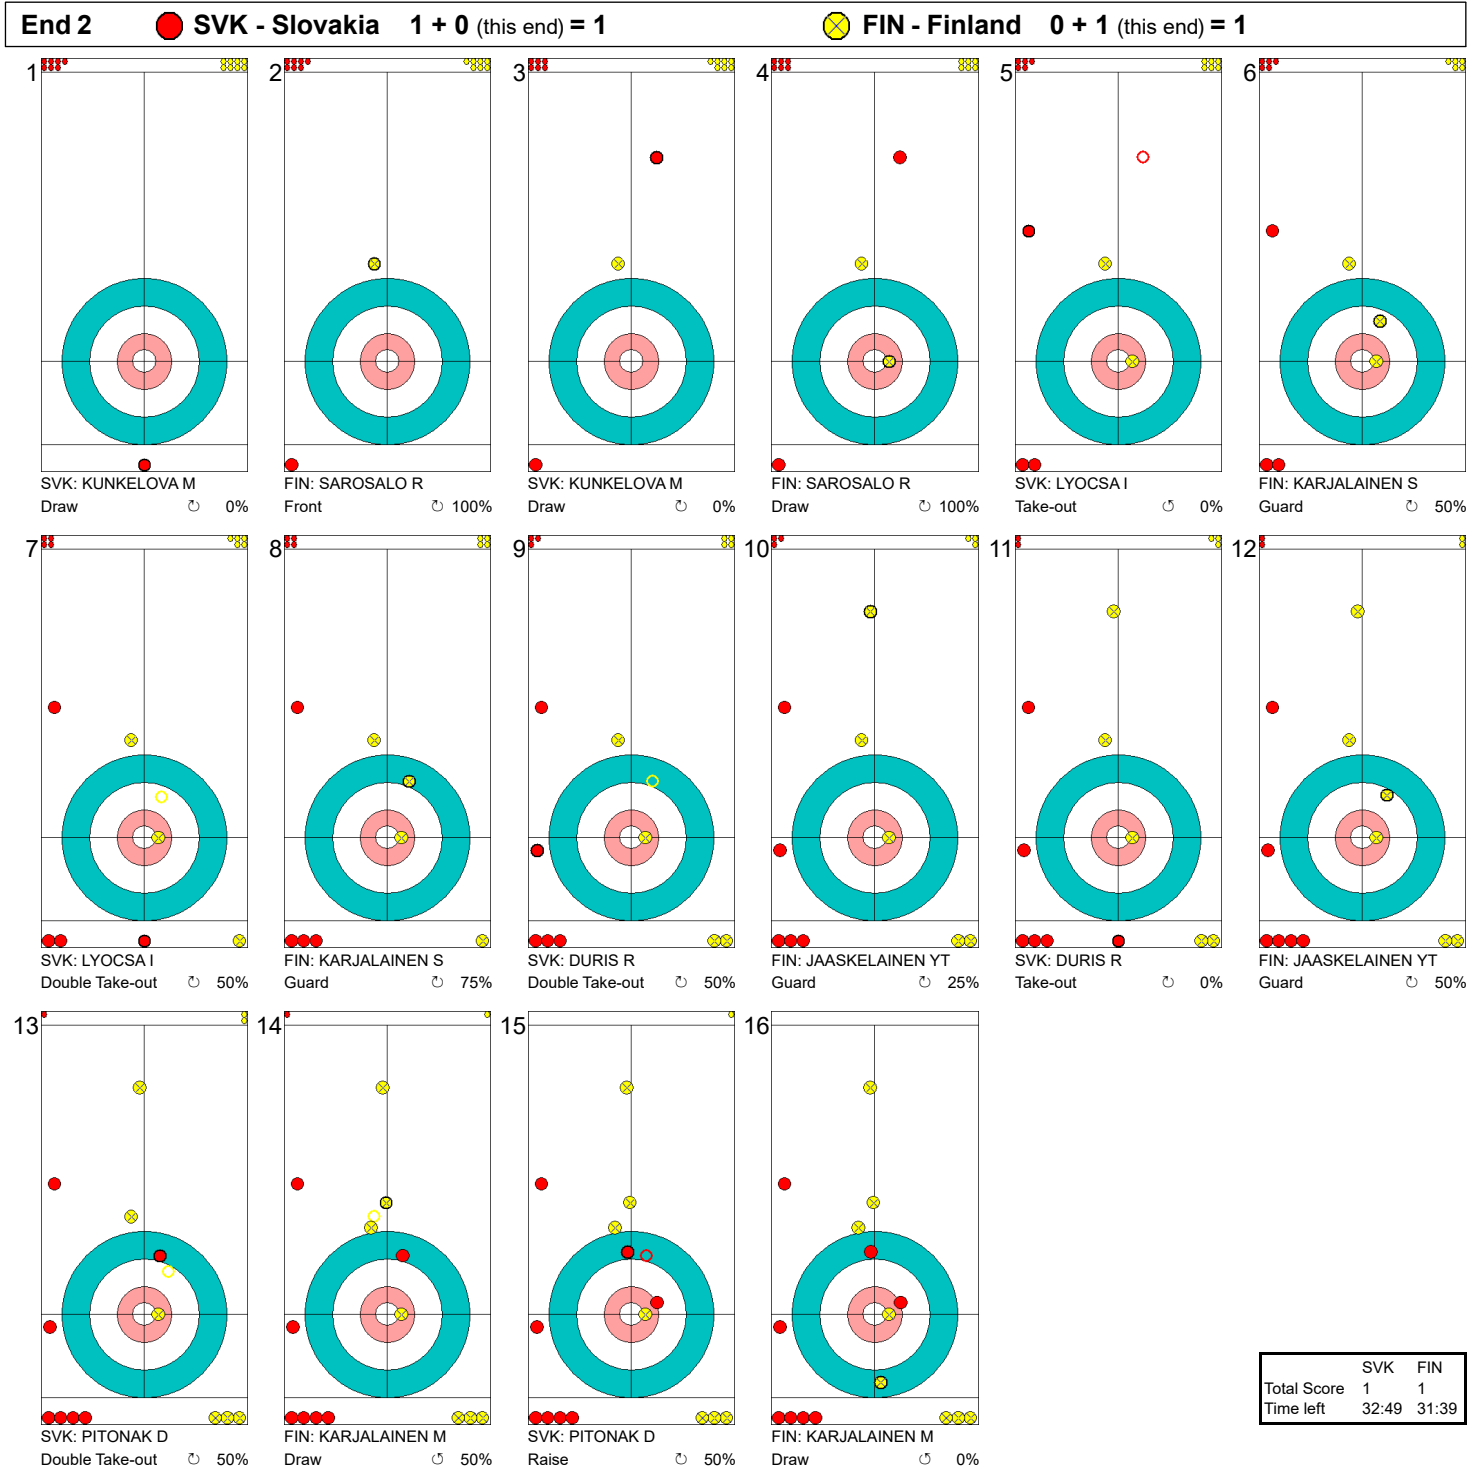 End 2 SVK - Slovakia 1 + 0 (this end) = 1 FIN - Finland 0 + 1 (this end) = 1
1 2 3 4 5 6
SVK: KUNKELOVA M FIN: SAROSALO R SVK: KUNKELOVA M FIN: SAROSALO R SVK: LYOCSA I FIN: KARJALAINEN S
Draw ↻ 0% Front ↻ 100% Draw ↻ 0% Draw ↻ 100% Take-out ↺ 0% Guard ↻ 50%
7 8 9 10 11 12
SVK: LYOCSA I FIN: KARJALAINEN S SVK: DURIS R FIN: JAASKELAINEN YT SVK: DURIS R FIN: JAASKELAINEN YT
Double Take-out ↻ 50% Guard ↻ 75% Double Take-out ↻ 50% Guard ↻ 25% Take-out ↻ 0% Guard ↻ 50%
13 14 15 16
SVK: PITONAK D FIN: KARJALAINEN M SVK: PITONAK D FIN: KARJALAINEN M
Double Take-out ↻ 50% Draw ↻ 50% Raise ↻ 50% Draw ↻ 0%
SVK FIN
Total Score 1 1
Time left 32:49 31:39